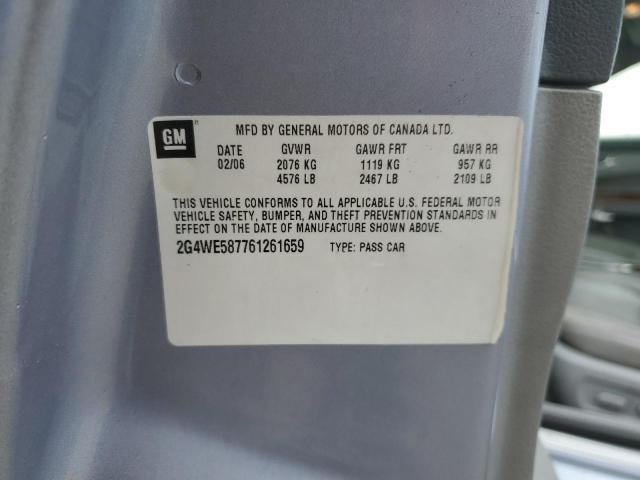 GM
MFD BY GENERAL MOTORS OF CANADA LTD.
DATE GVWR GAWR FRT GAWR RR
02/06 2076 KG 1119 KG 957 KG
4576 LB 2467 LB 2109 LB
THIS VEHICLE CONFORMS TO ALL APPLICABLE U.S. FEDERAL MOTOR
VEHICLE SAFETY, BUMPER, AND THEFT PREVENTION STANDARDS IN
EFFECT ON THE DATE OF MANUFACTURE SHOWN ABOVE.
2G4WE587761261659 TYPE: PASS CAR